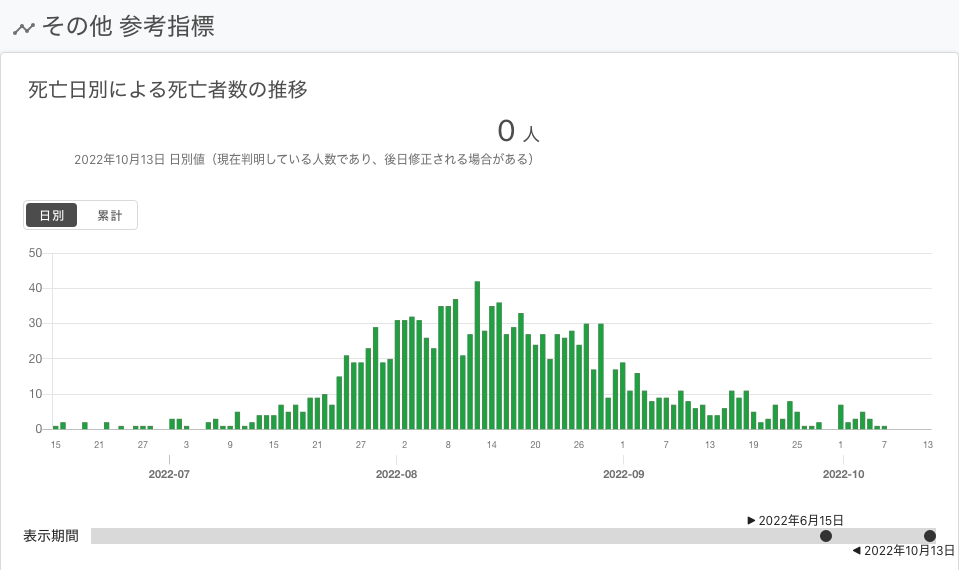 その他 参考指標
死亡日別による死亡者数の推移
0 人
2022年10月13日 日別値（現在判明している人数であり、後日修正される場合がある）
日別 累計
50
40
30
20
10
0
15 21 27 3 9 15 21 27 2 8 14 20 26 1 7 13 19 25 1 7 13
2022-07 2022-08 2022-09 2022-10
▶ 2022年6月15日
表示期間
◀ 2022年10月13日